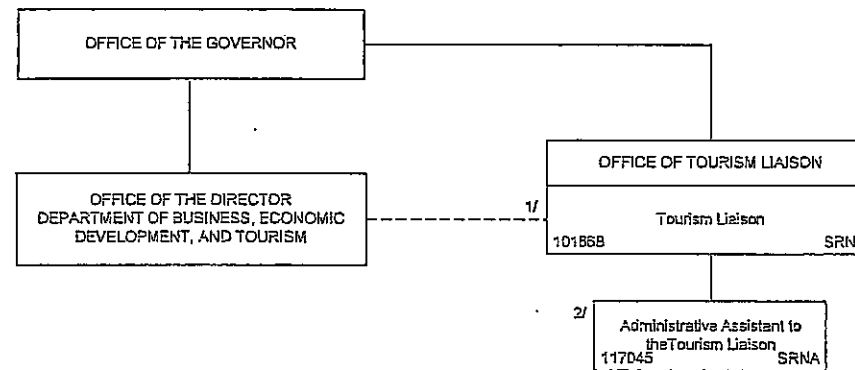 OFFICE OF THE GOVERNOR
OFFICE OF THE DIRECTOR
DEPARTMENT OF BUSINESS, ECONOMIC
DEVELOPMENT, AND TOURISM
OFFICE OF TOURISM LIAISON
1/
Tourism Liaison
101868 SRN
2/
Administrative Assistant to
theTourism Liaison
117045 SRNA